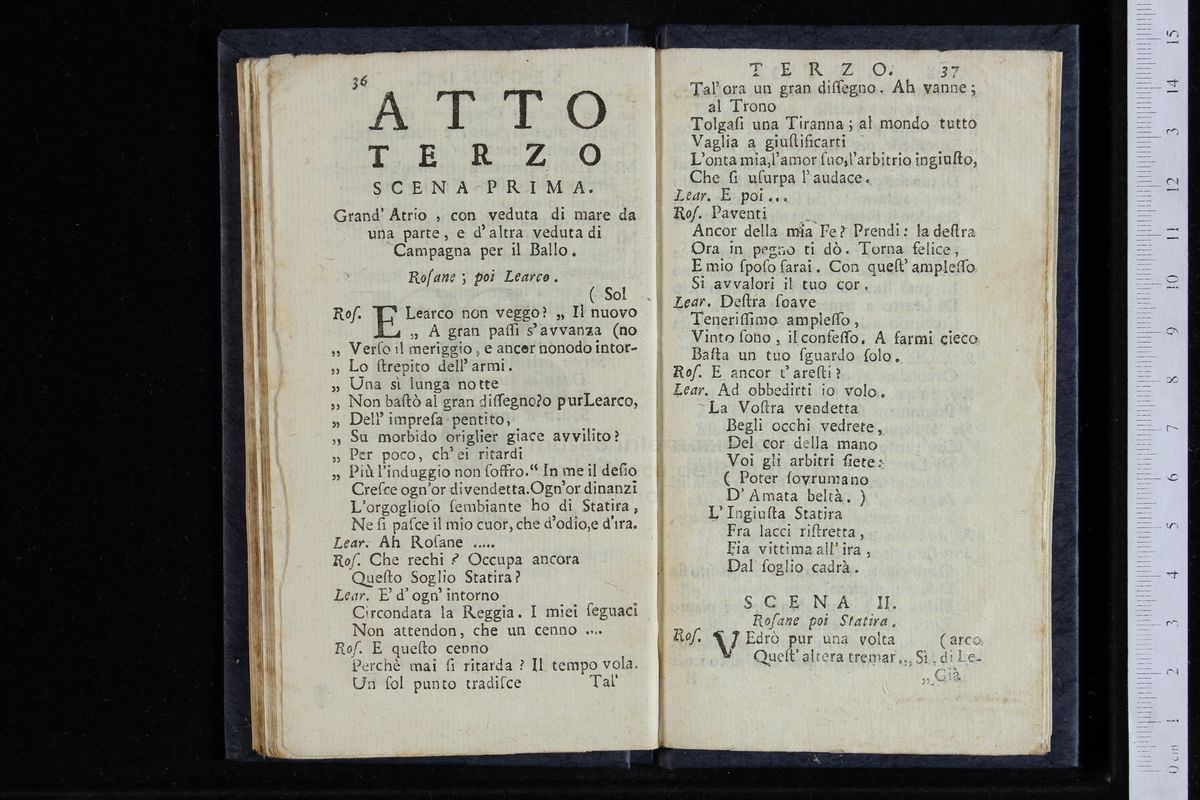 36
ATTO
TERZO
SCENA PRIMA.
Grand' Atrio , con veduta di mare da
una parte , e d'altra veduta di
Campagna per il Ballo .
Roſane ; poi Learco .
( Sol
Roſ. E Learco non veggo? „ Il nuovo
„ A gran paſſi s'avvanza (no
„ Verſo il meriggio , e ancor nonodo intor-
„ Lo ſtrepito dell' armi .
„ Una sì lunga notte
„ Non baſtò al gran diſſegno?o purLearco,
„ Dell' impreſa pentito,
„ Su morbido origlier giace avvilito?
„ Per poco, ch' ei ritardi
„ Più l'induggio non ſoffro.“ In me il deſio
Creſce ogn'or di vendetta.Ogn'or dinanzi
L'orgoglioſo ſembiante ho di Statira ,
Ne ſi paſce il mio cuor, che d'odio,e d'ira.
Lear. Ah Roſane .....
Roſ. Che rechi ? Occupa ancora
Queſto Soglio Statira?
Lear. E' d' ogn' intorno
Circondata la Reggia . I miei ſeguaci
Non attendon , che un cenno ....
Roſ. E queſto cenno
Perchè mai ſi ritarda ? Il tempo vola.
Un ſol punto tradiſce Tal'
TERZO. 37
Tal' ora un gran diſſegno . Ah vanne ;
al Trono
Tolgaſi una Tiranna ; al mondo tutto
Vaglia a giuſtificarti
L'onta mia,l'amor ſuo,l'arbitrio ingiuſto,
Che ſi uſurpa l' audace .
Lear. E poi ...
Roſ. Paventi
Ancor della mia Fe? Prendi : la deſtra
Ora in pegno ti dò . Torna felice ,
E mio ſpoſo ſarai . Con queſt' ampleſſo
Si avvalori il tuo cor .
Lear. Deſtra ſoave
Teneriſſimo ampleſſo ,
Vinto ſono , il confeſſo. A farmi cieco
Baſta un tuo ſguardo ſolo .
Roſ. E ancor t' areſti ?
Lear. Ad obbedirti io volo .
La Voſtra vendetta
Begli occhi vedrete ,
Del cor della mano
Voi gli arbitri ſiete :
( Poter ſovrumano
D' Amata beltà . )
L' Ingiuſta Statira
Fra lacci riſtretta ,
Fia vittima all' ira ,
Dal ſoglio cadrà .
SCENA II.
Roſane poi Statira .
Roſ. VEdrò pur una volta (arco
Queſt' altera tremar.,, Sì , di Le-
„ Già